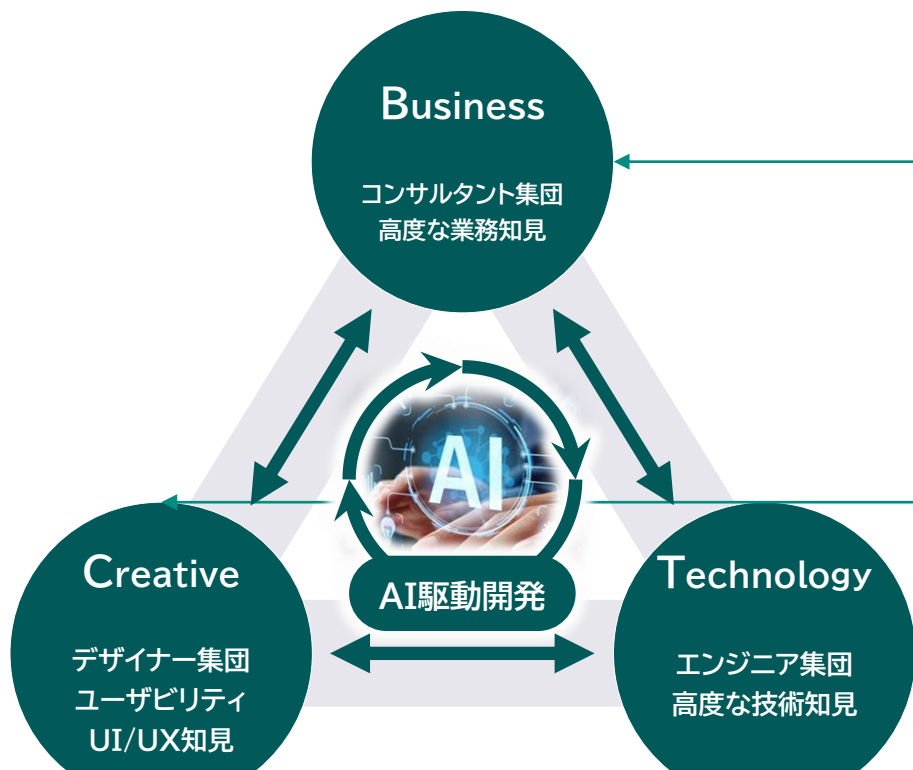 Business
コンサルタント集団
高度な業務知見
AI
AI駆動開発
Creative
デザイナー集団
ユーザビリティ
UI/UX知見
Technology
エンジニア集団
高度な技術知見